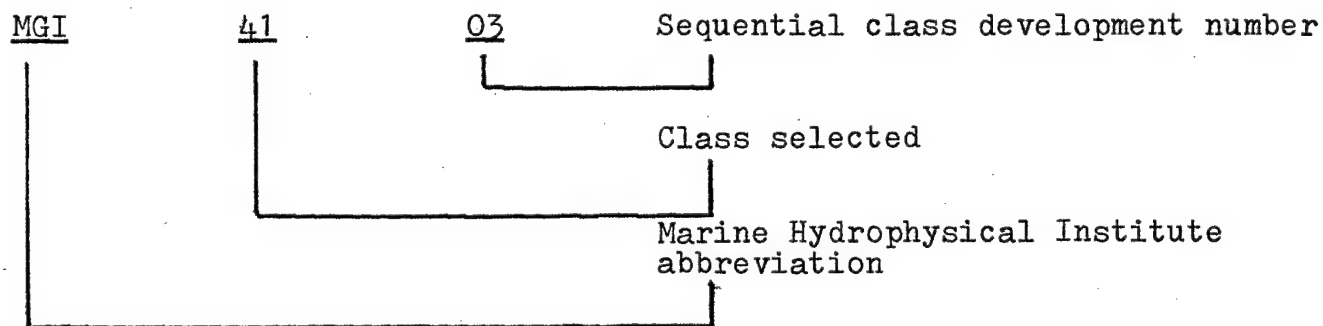 MGI 41 03 Sequential class development number
Class selected
Marine Hydrophysical Institute
abbreviation